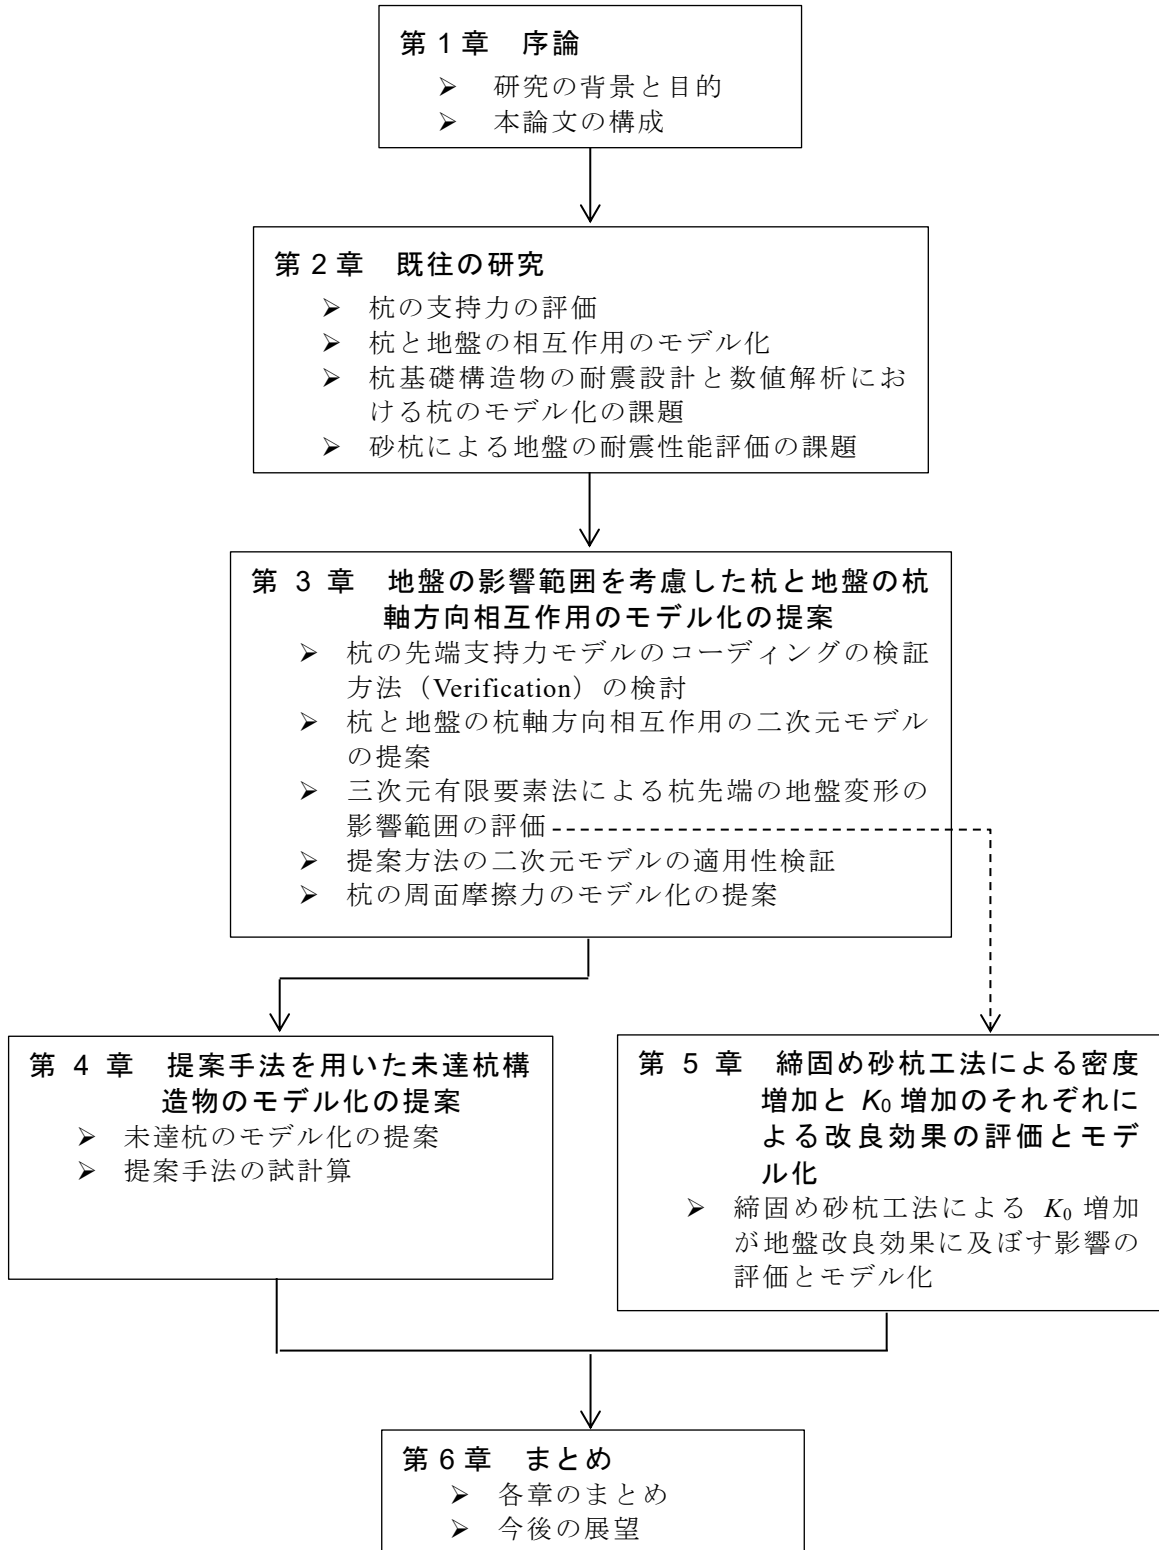 第 1 章　序論
➢ 研究の背景と目的
➢ 本論文の構成
第 2 章　既往の研究
➢ 杭の支持力の評価
➢ 杭と地盤の相互作用のモデル化
➢ 杭基礎構造物の耐震設計と数値解析にお
ける杭のモデル化の課題
➢ 砂杭による地盤の耐震性能評価の課題
第 3 章　地盤の影響範囲を考慮した杭と地盤の杭
軸方向相互作用のモデル化の提案
➢ 杭の先端支持力モデルのコーディングの検証
方法（Verification）の検討
➢ 杭と地盤の杭軸方向相互作用の二次元モデル
の提案
➢ 三次元有限要素法による杭先端の地盤変形の
影響範囲の評価
➢ 提案方法の二次元モデルの適用性検証
➢ 杭の周面摩擦力のモデル化の提案
第 4 章　提案手法を用いた未達杭構
造物のモデル化の提案
➢ 未達杭のモデル化の提案
➢ 提案手法の試計算
第 5 章　締固め砂杭工法による密度
増加と K0 増加のそれぞれに
よる改良効果の評価とモデ
ル化
➢ 締固め砂杭工法による K0 増加
が地盤改良効果に及ぼす影響の
評価とモデル化
第 6 章　まとめ
➢ 各章のまとめ
➢ 今後の展望